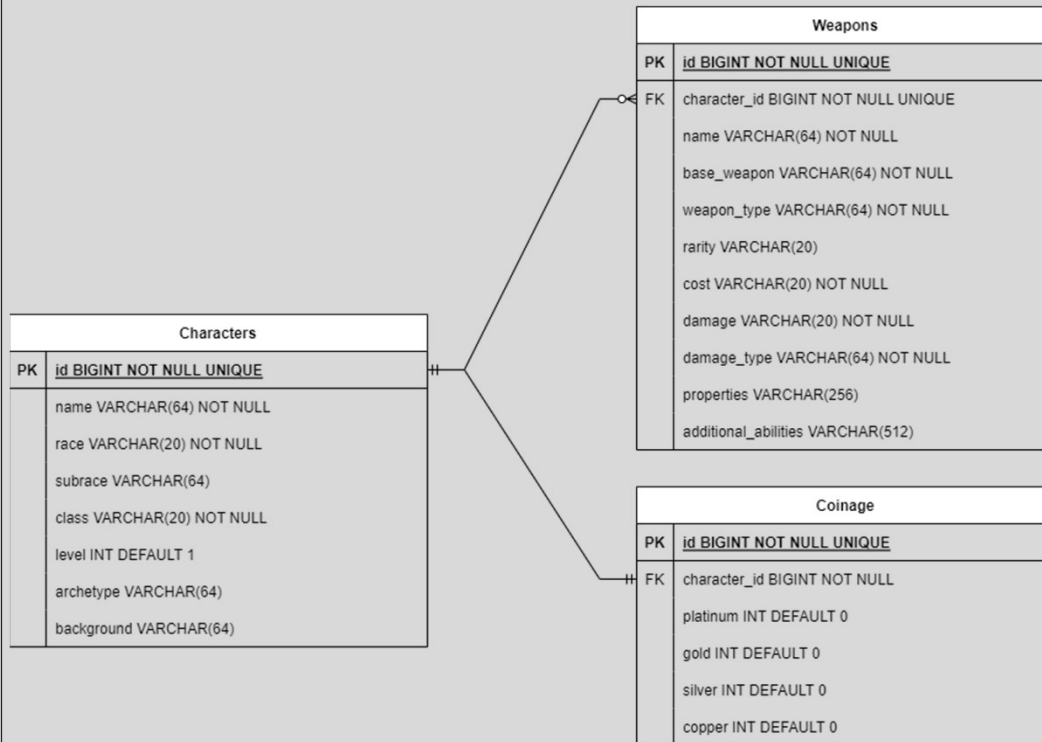 Weapons
PK id BIGINT NOT NULL UNIQUE
FK character_id BIGINT NOT NULL UNIQUE
name VARCHAR(64) NOT NULL
base_weapon VARCHAR(64) NOT NULL
weapon_type VARCHAR(64) NOT NULL
rarity VARCHAR(20)
cost VARCHAR(20) NOT NULL
damage VARCHAR(20) NOT NULL
damage_type VARCHAR(64) NOT NULL
properties VARCHAR(256)
additional_abilities VARCHAR(512)
Characters
PK id BIGINT NOT NULL UNIQUE
name VARCHAR(64) NOT NULL
race VARCHAR(20) NOT NULL
subrace VARCHAR(64)
class VARCHAR(20) NOT NULL
level INT DEFAULT 1
archetype VARCHAR(64)
background VARCHAR(64)
Coinage
PK id BIGINT NOT NULL UNIQUE
FK character_id BIGINT NOT NULL
platinum INT DEFAULT 0
gold INT DEFAULT 0
silver INT DEFAULT 0
copper INT DEFAULT 0